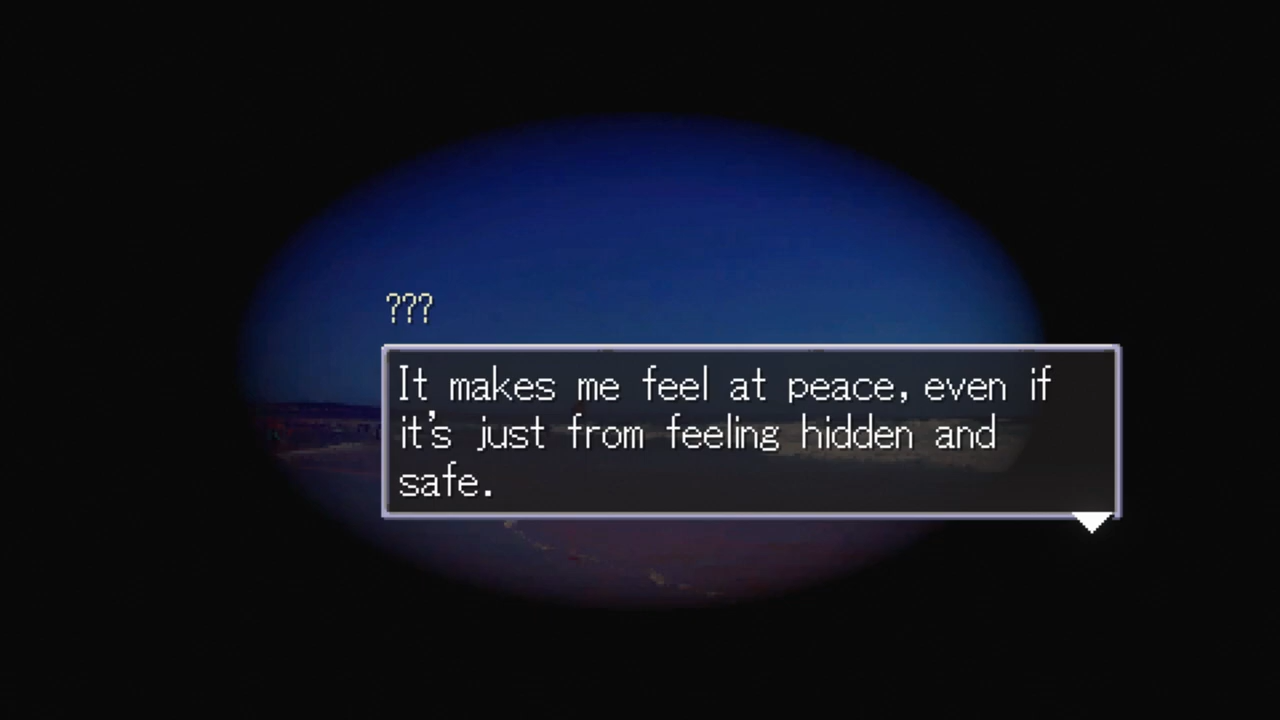 ???
It makes me feel at peace, even if
it's just from feeling hidden and
safe.